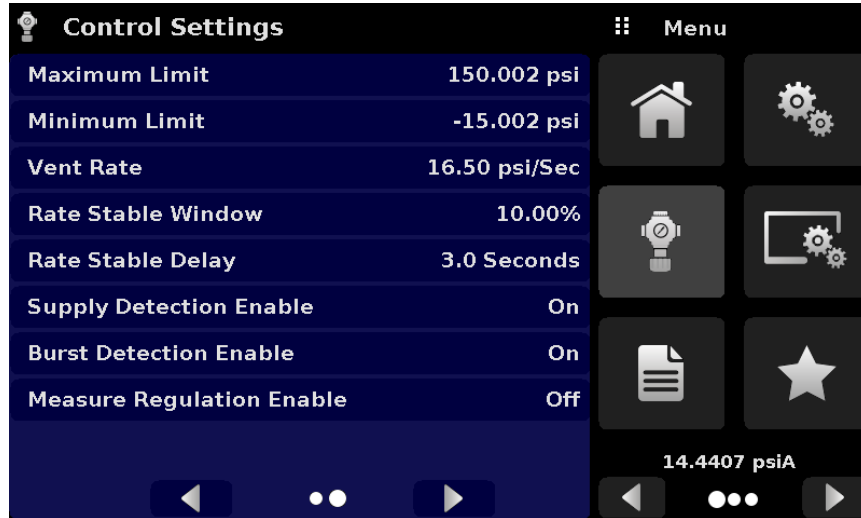 Control Settings
Menu
Maximum Limit 150.002 psi
Minimum Limit -15.002 psi
Vent Rate 16.50 psi/Sec
Rate Stable Window 10.00%
Rate Stable Delay 3.0 Seconds
Supply Detection Enable On
Burst Detection Enable On
Measure Regulation Enable Off
14.4407 psiA